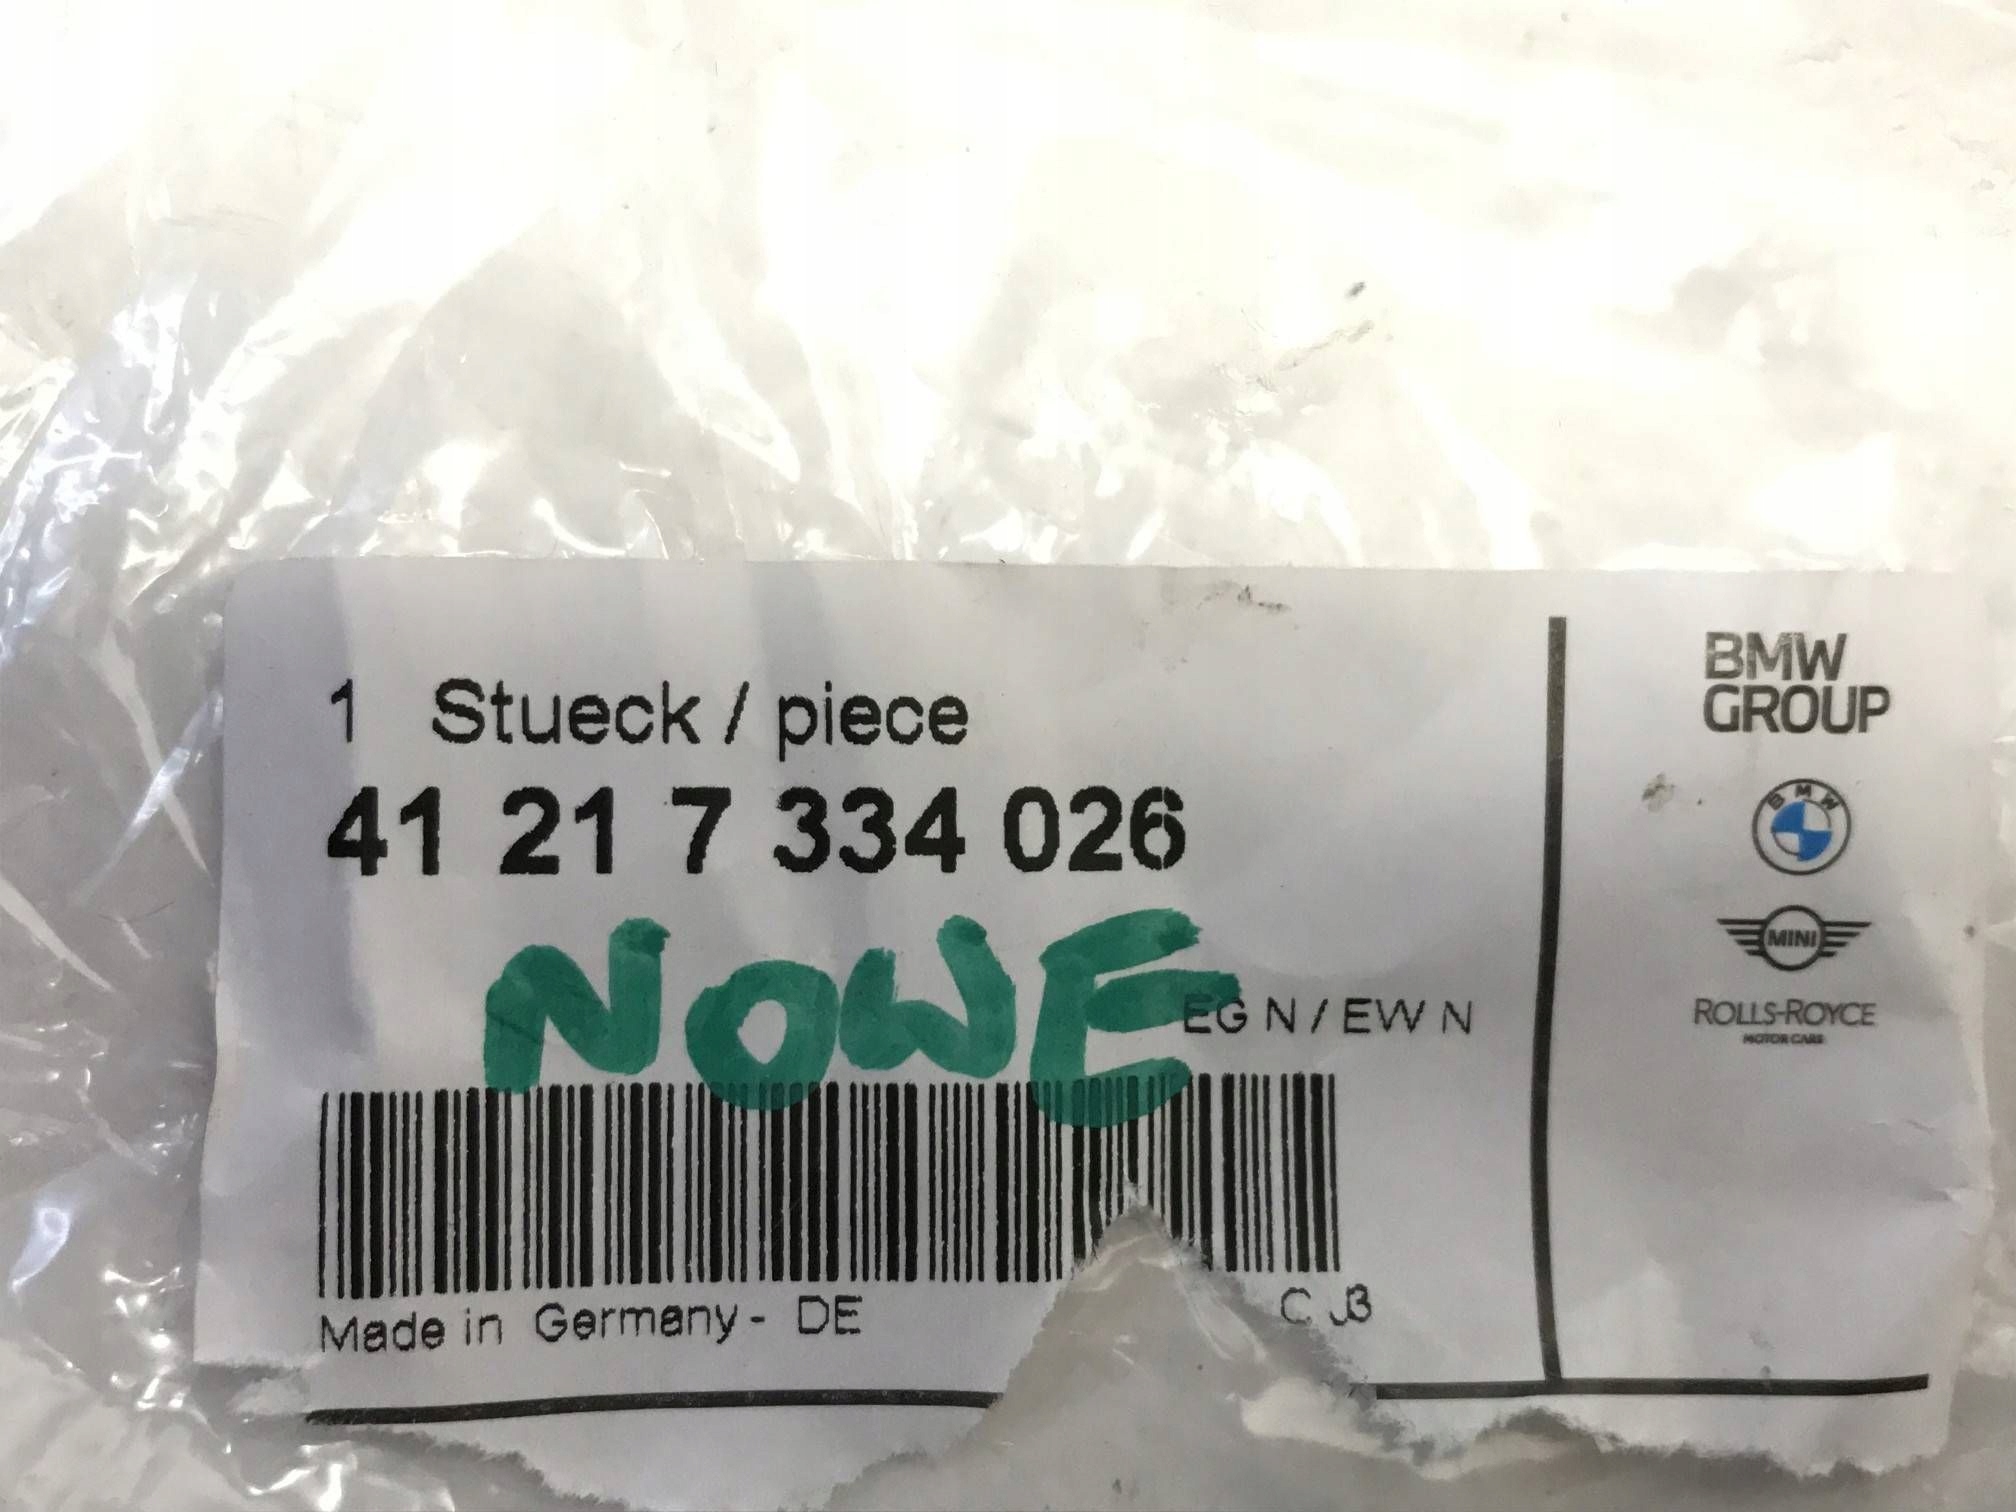 1 Stueck / piece
41 21 7 334 026
NOWE
EG N / EW N
Made in Germany - DE
BMW
GROUP
BMW
MINI
ROLLS-ROYCE
MOTOR CARS